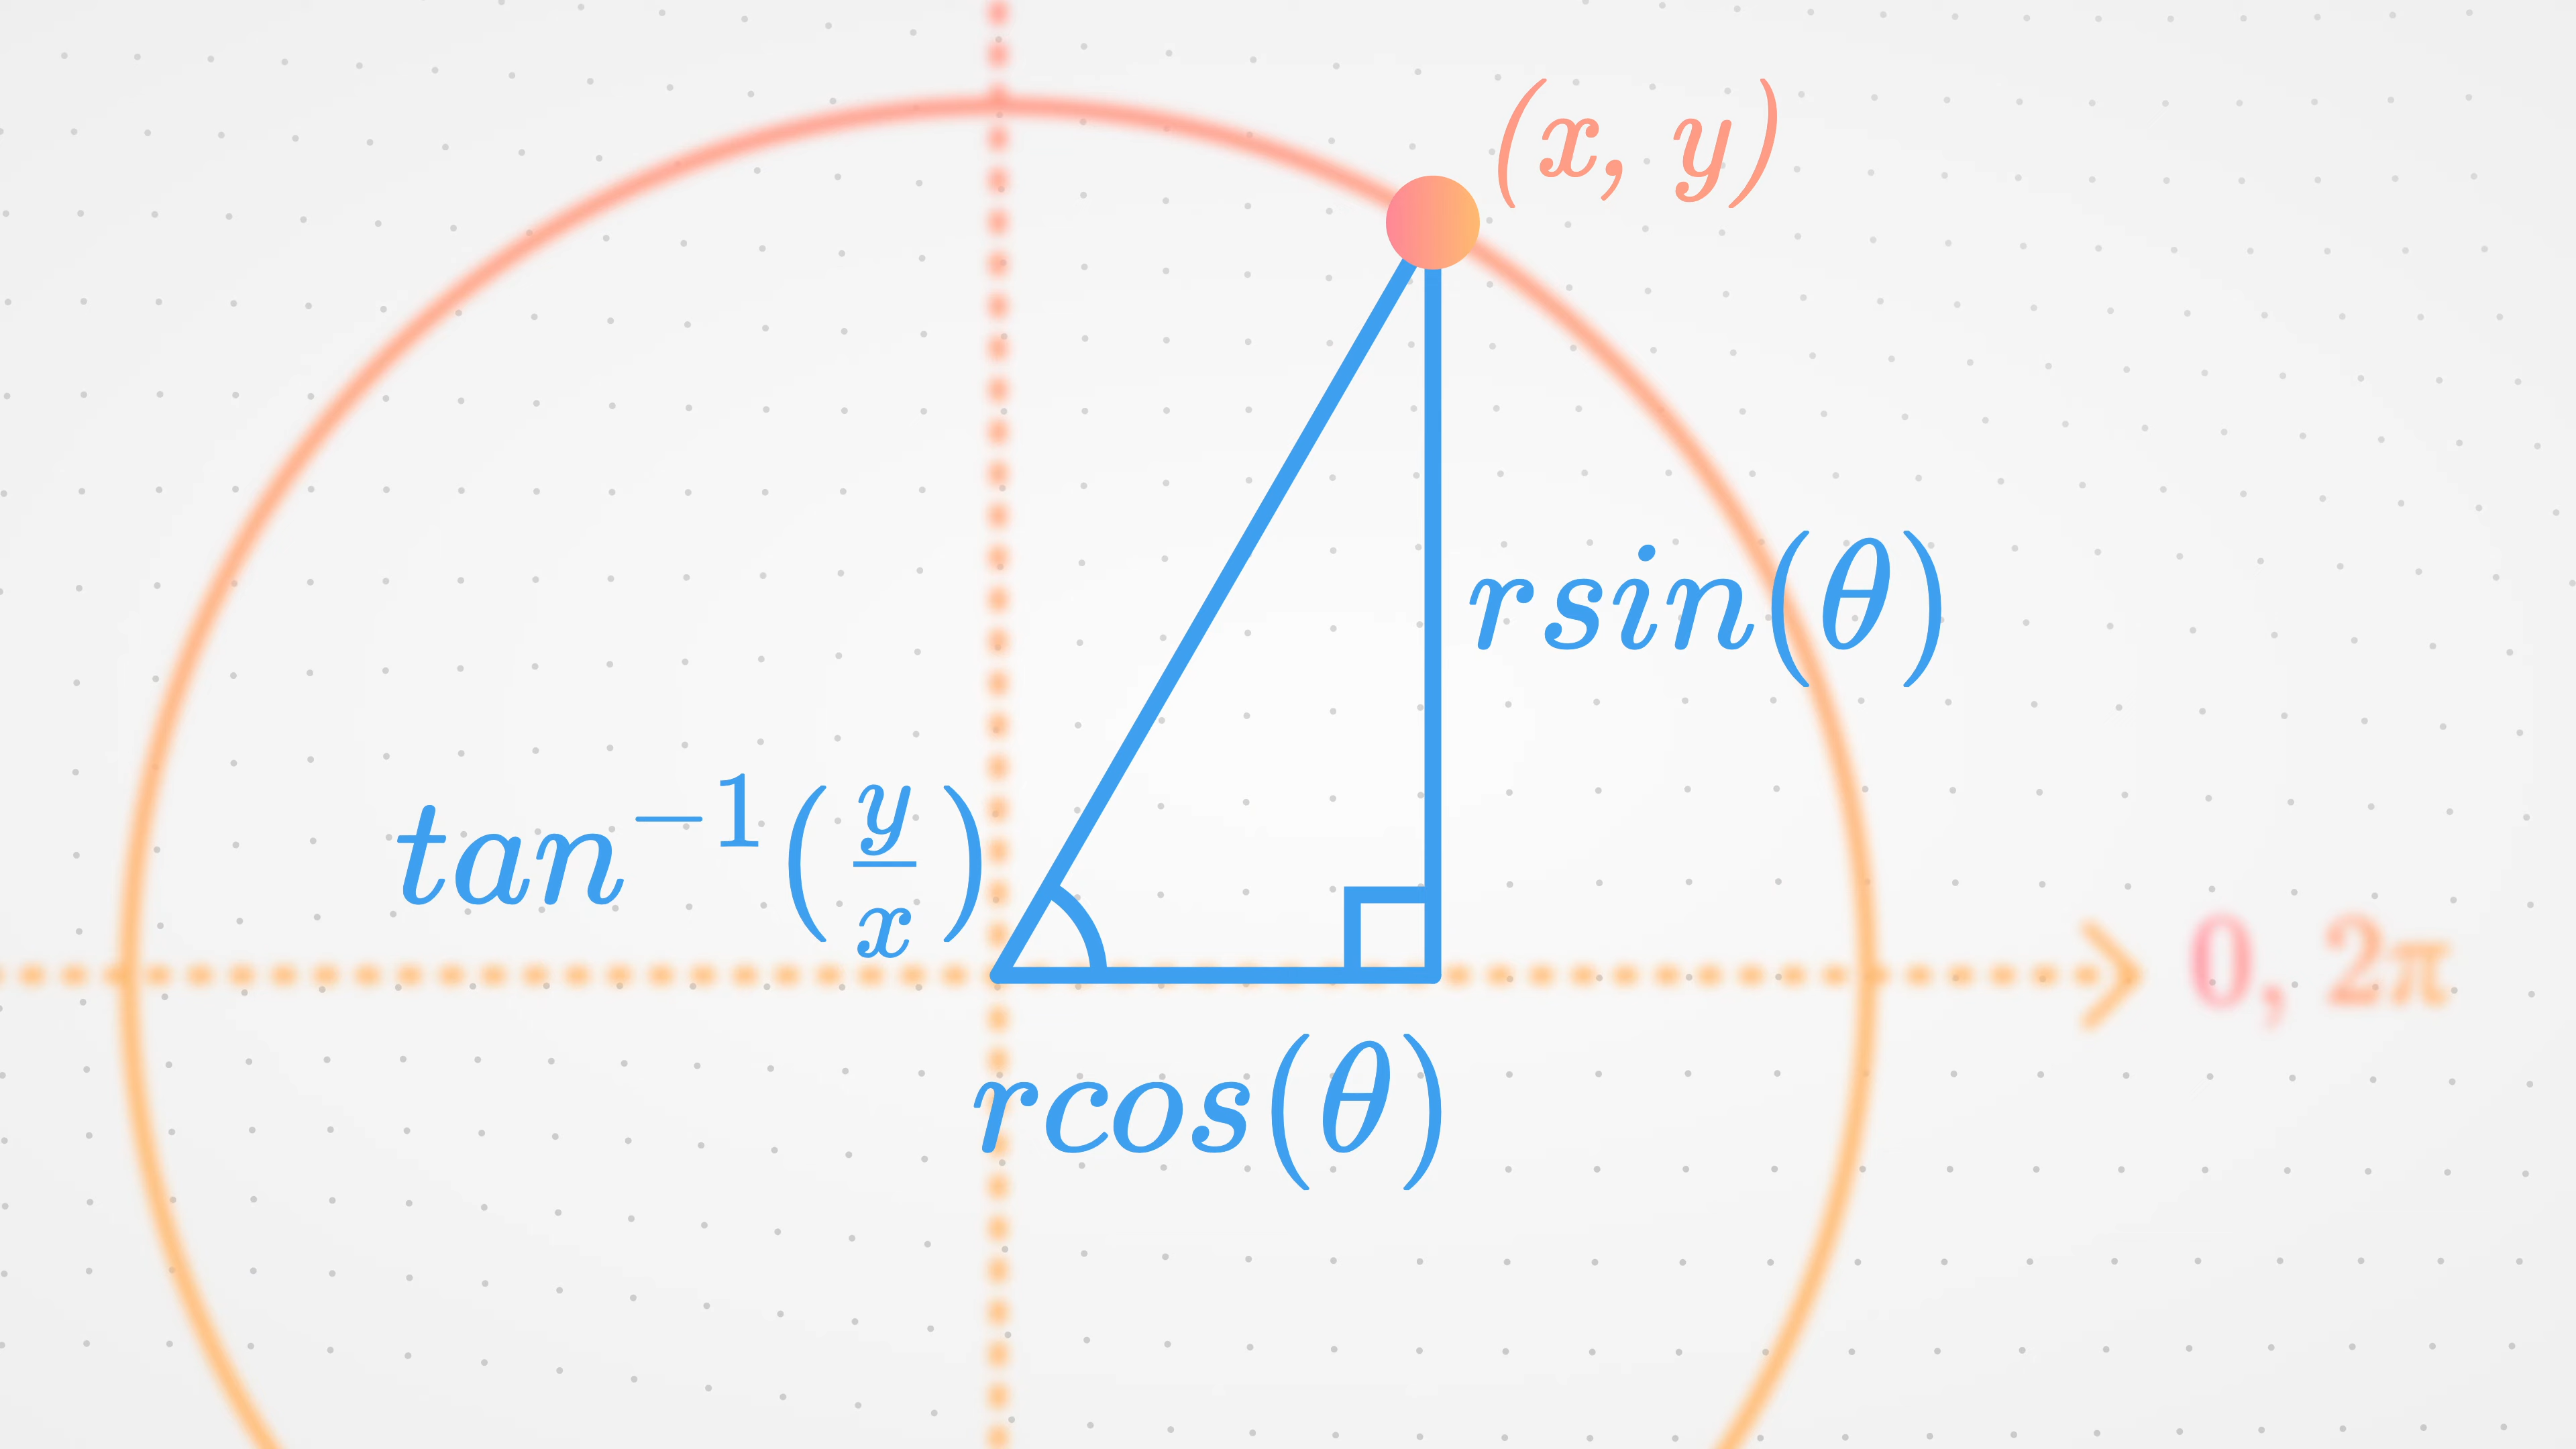 (x, y)
rsin(θ)
tan⁻¹(y/x)
0, 2π
rcos(θ)